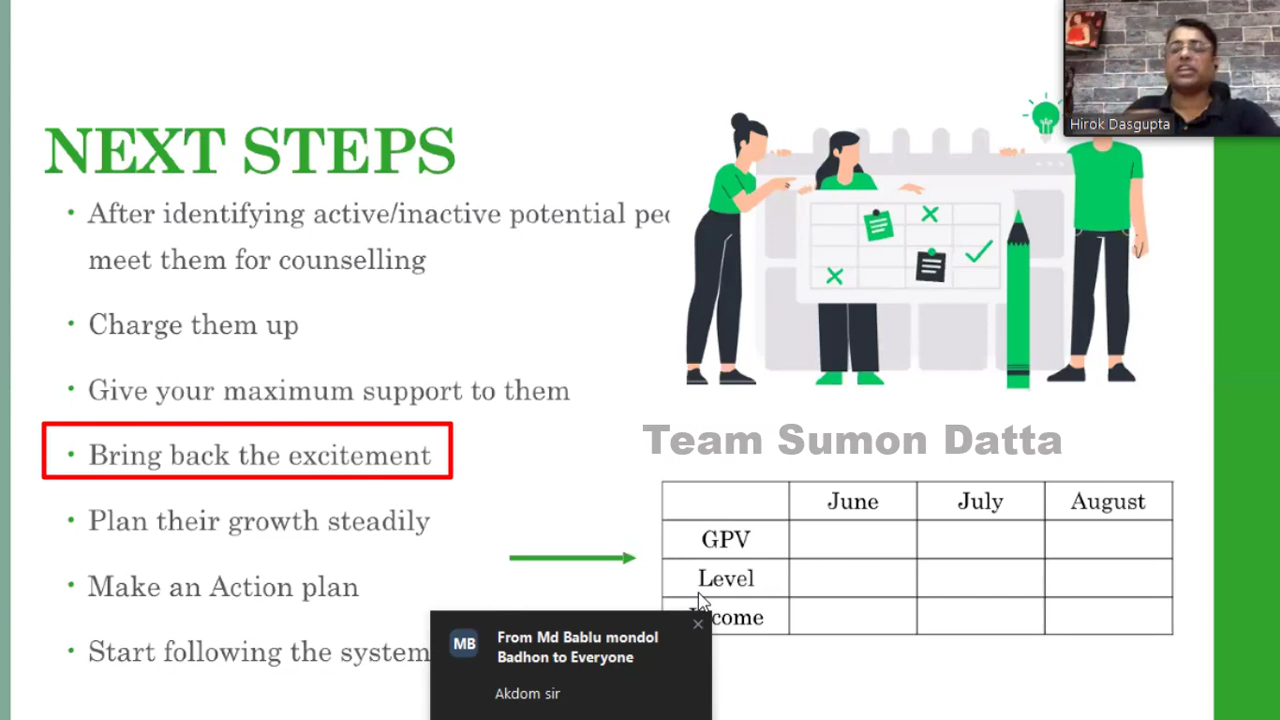 Hirok Dasgupta
NEXT STEPS
• After identifying active/inactive potential
meet them for counselling
• Charge them up
• Give your maximum support to them
• Bring back the excitement
• Plan their growth steadily
• Make an Action plan
• Start following the system
Team Sumon Datta
June July August
GPV
Level
MB From Md Bablu mondol
Badhon to Everyone
Akdom sir